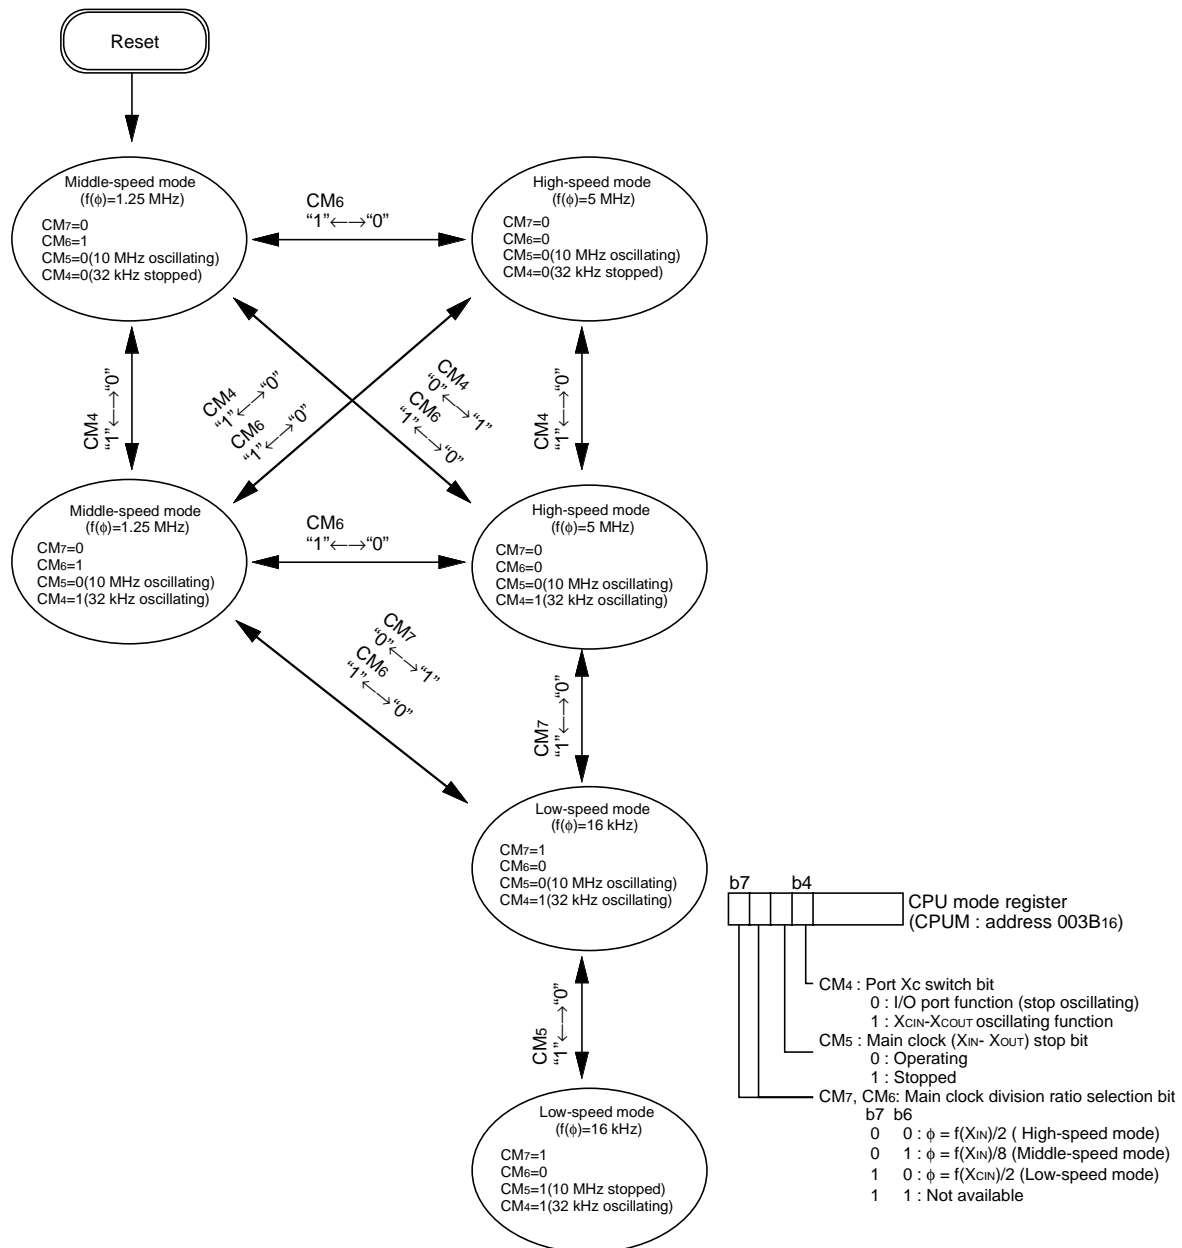 Reset
Middle-speed mode
(f(ϕ)=1.25 MHz)
CM7=0
CM6=1
CM5=0(10 MHz oscillating)
CM4=0(32 kHz stopped)
CM6
“1”←→“0”
High-speed mode
(f(ϕ)=5 MHz)
CM7=0
CM6=0
CM5=0(10 MHz oscillating)
CM4=0(32 kHz stopped)
CM4
“1”←→“0”
CM4
“1”←→“0”
CM6
“1”←→“0”
CM4
“0”←→“1”
CM6
“1”←→“0”
CM4
“1”←→“0”
Middle-speed mode
(f(ϕ)=1.25 MHz)
CM7=0
CM6=1
CM5=0(10 MHz oscillating)
CM4=1(32 kHz oscillating)
CM6
“1”←→“0”
High-speed mode
(f(ϕ)=5 MHz)
CM7=0
CM6=0
CM5=0(10 MHz oscillating)
CM4=1(32 kHz oscillating)
CM7
“0”←→“1”
CM6
“1”←→“0”
CM7
“1”←→“0”
Low-speed mode
(f(ϕ)=16 kHz)
CM7=1
CM6=0
CM5=0(10 MHz oscillating)
CM4=1(32 kHz oscillating)
CM5
“1”←→“0”
Low-speed mode
(f(ϕ)=16 kHz)
CM7=1
CM6=0
CM5=1(10 MHz stopped)
CM4=1(32 kHz oscillating)
b7 b4
CPU mode register
(CPUM : address 003B16)
CM4 : Port Xc switch bit
0 : I/O port function (stop oscillating)
1 : XCIN-XCOUT oscillating function
CM5 : Main clock (XIN- XOUT) stop bit
0 : Operating
1 : Stopped
CM7, CM6: Main clock division ratio selection bit
b7 b6
0 0 : ϕ = f(XIN)/2 ( High-speed mode)
0 1 : ϕ = f(XIN)/8 (Middle-speed mode)
1 0 : ϕ = f(XCIN)/2 (Low-speed mode)
1 1 : Not available